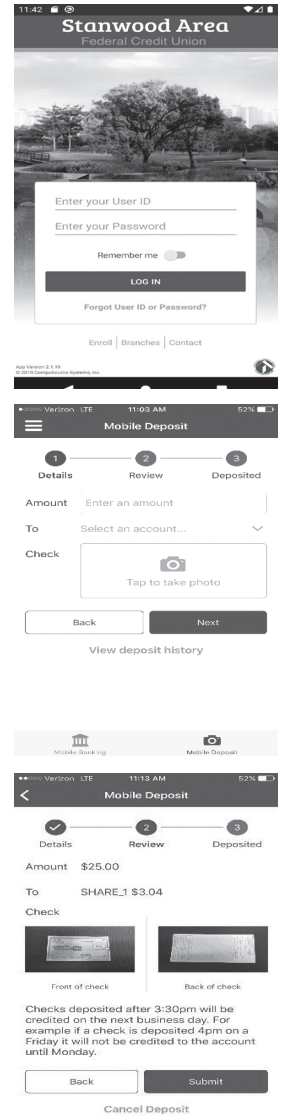 11:42
Stanwood Area
Federal Credit Union
Enter your User ID
Enter your Password
Remember me
LOG IN
Forgot User ID or Password?
Enroll | Branches | Contact
App Version 2.1.19
© 2019 Compusource Systems, Inc.
Verizon LTE 11:03 AM 52%
Mobile Deposit
1 2 3
Details Review Deposited
Amount Enter an amount
To Select an account...
Check
Tap to take photo
Back Next
View deposit history
Mobile Banking Mobile Deposit
Verizon LTE 11:13 AM 52%
Mobile Deposit
2 3
Details Review Deposited
Amount $25.00
To SHARE_1 $3.04
Check
Front of check Back of check
Checks deposited after 3:30pm will be
credited on the next business day. For
example if a check is deposited 4pm on a
Friday it will not be credited to the account
until Monday.
Back Submit
Cancel Deposit